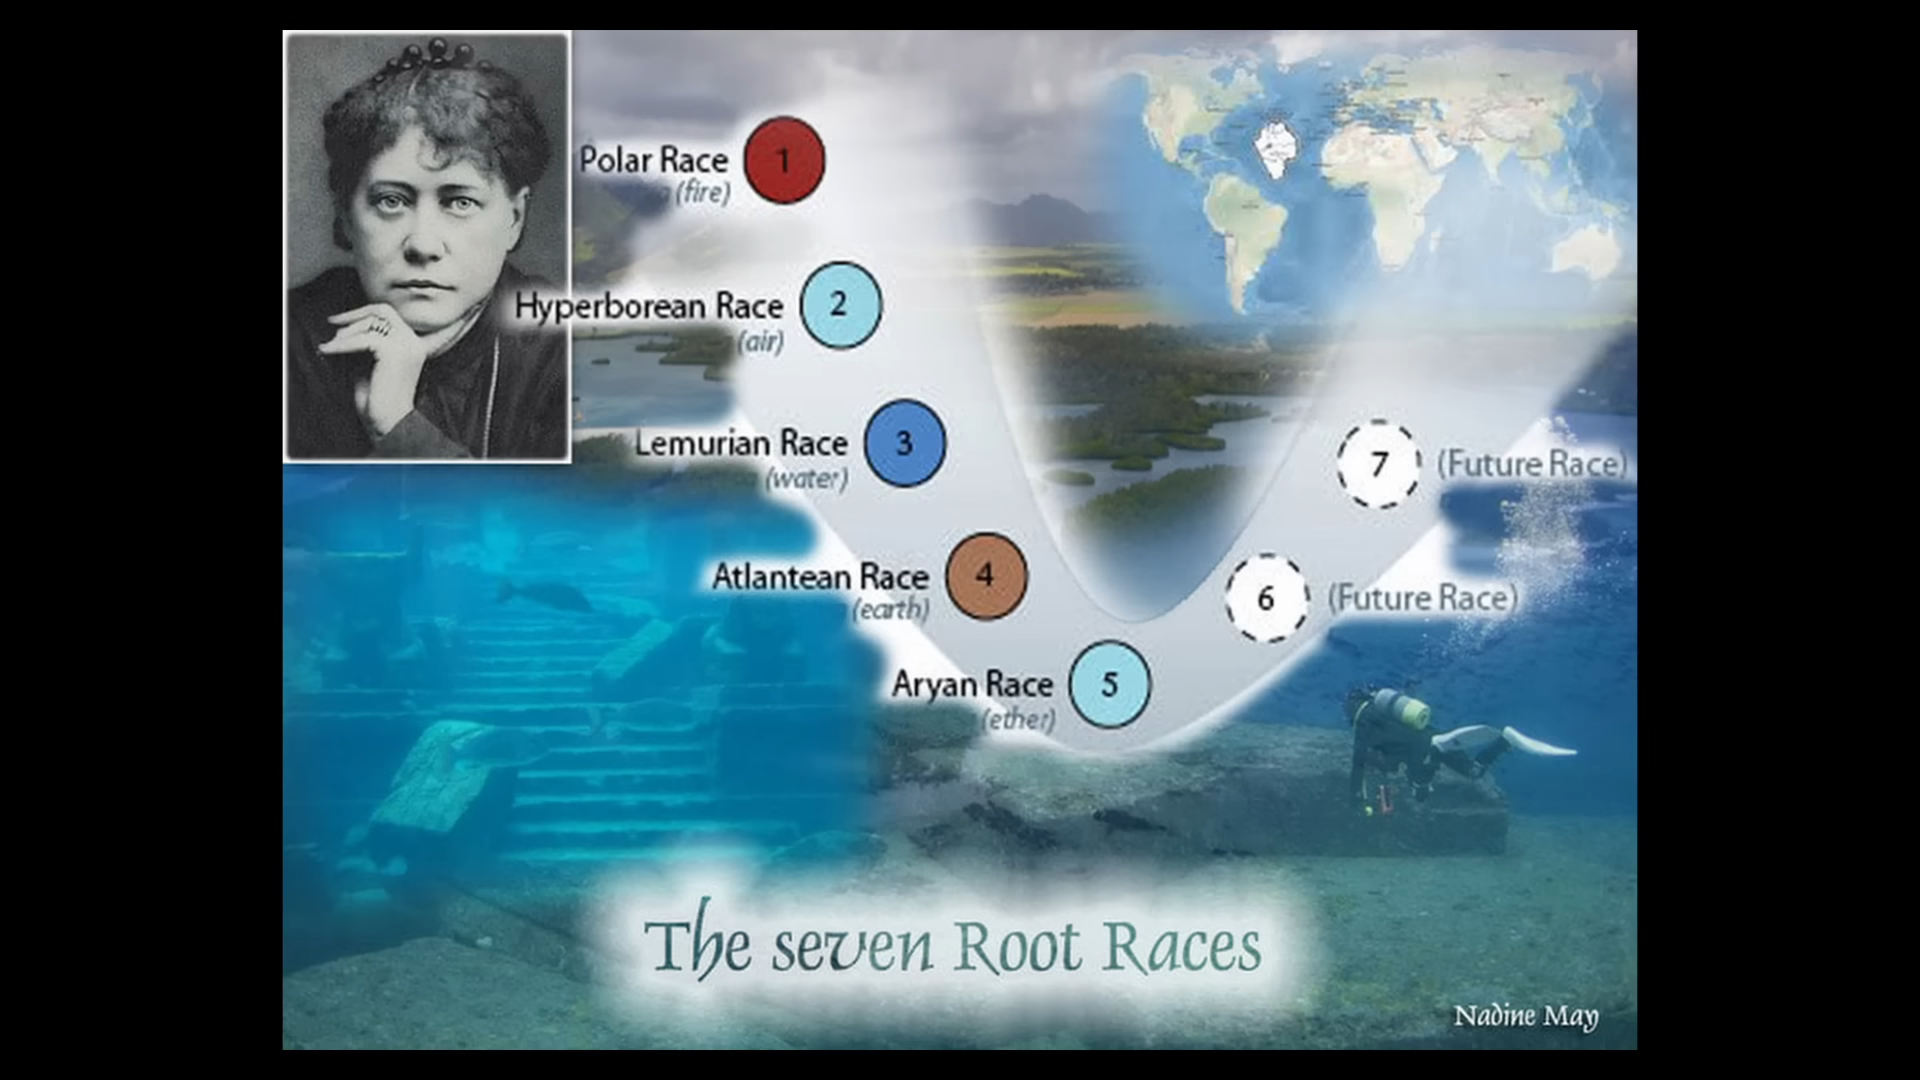 Polar Race 1
(fire)
Hyperborean Race 2
(air)
Lemurian Race 3
(water)
Atlantean Race 4
(earth)
Aryan Race 5
(ether)
6 (Future Race)
7 (Future Race)
The seven Root Races
Nadine May